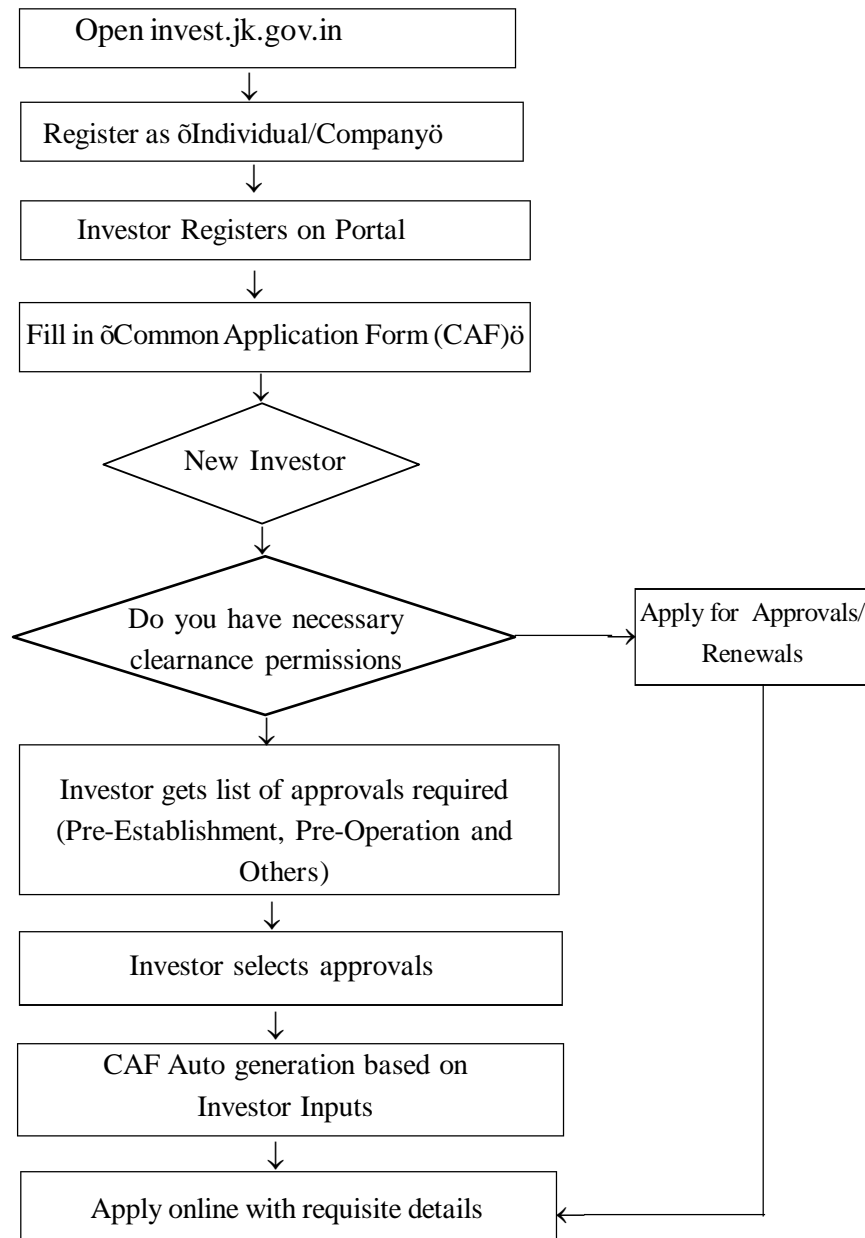 Open invest.jk.gov.in
Register as õIndividual/Companyö
Investor Registers on Portal
Fill in õCommon Application Form (CAF)ö
New Investor
Do you have necessary
clearnance permissions
Apply for Approvals/
Renewals
Investor gets list of approvals required
(Pre-Establishment, Pre-Operation and
Others)
Investor selects approvals
CAF Auto generation based on
Investor Inputs
Apply online with requisite details